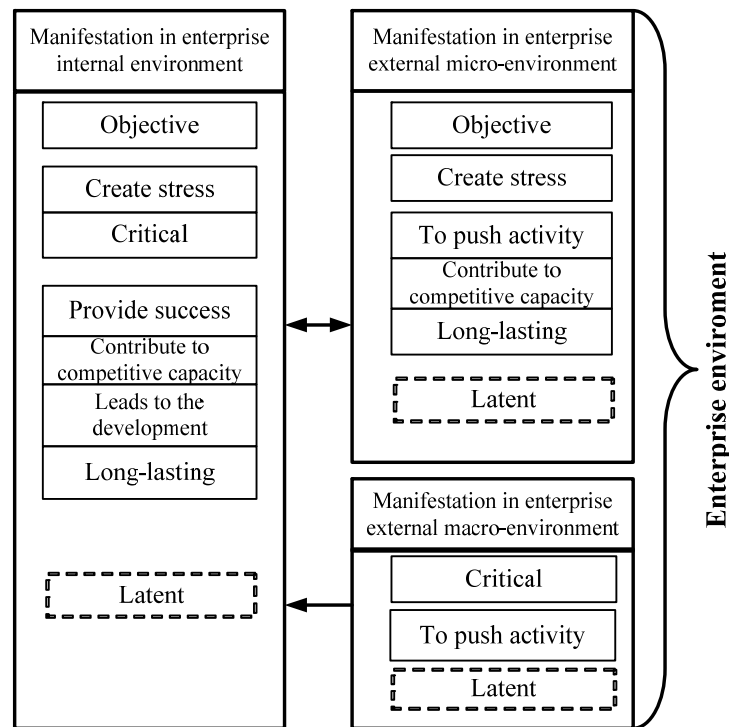 Manifestation in enterprise
internal environment
Objective
Create stress
Critical
Provide success
Contribute to
competitive capacity
Leads to the
development
Long-lasting
Latent
Manifestation in enterprise
external micro-environment
Objective
Create stress
To push activity
Contribute to
competitive capacity
Long-lasting
Latent
Manifestation in enterprise
external macro-environment
Critical
To push activity
Latent
Enterprise enviroment